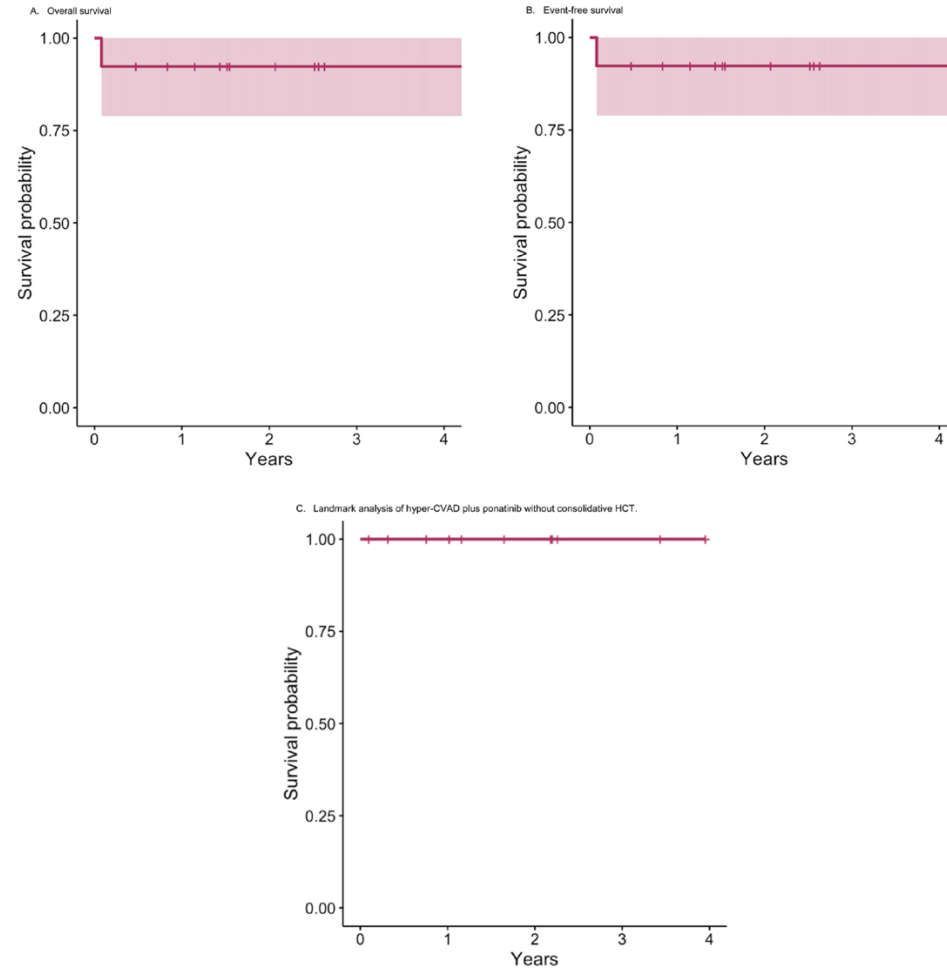 A. Overall survival
1.00
0.75
0.50
0.25
0.00
Survival probability
0 1 2 3 4
Years
B. Event-free survival
1.00
0.75
0.50
0.25
0.00
Survival probability
0 1 2 3 4
Years
C. Landmark analysis of hyper-CVAD plus ponatinib without consolidative HCT.
1.00
0.75
0.50
0.25
0.00
Survival probability
0 1 2 3 4
Years